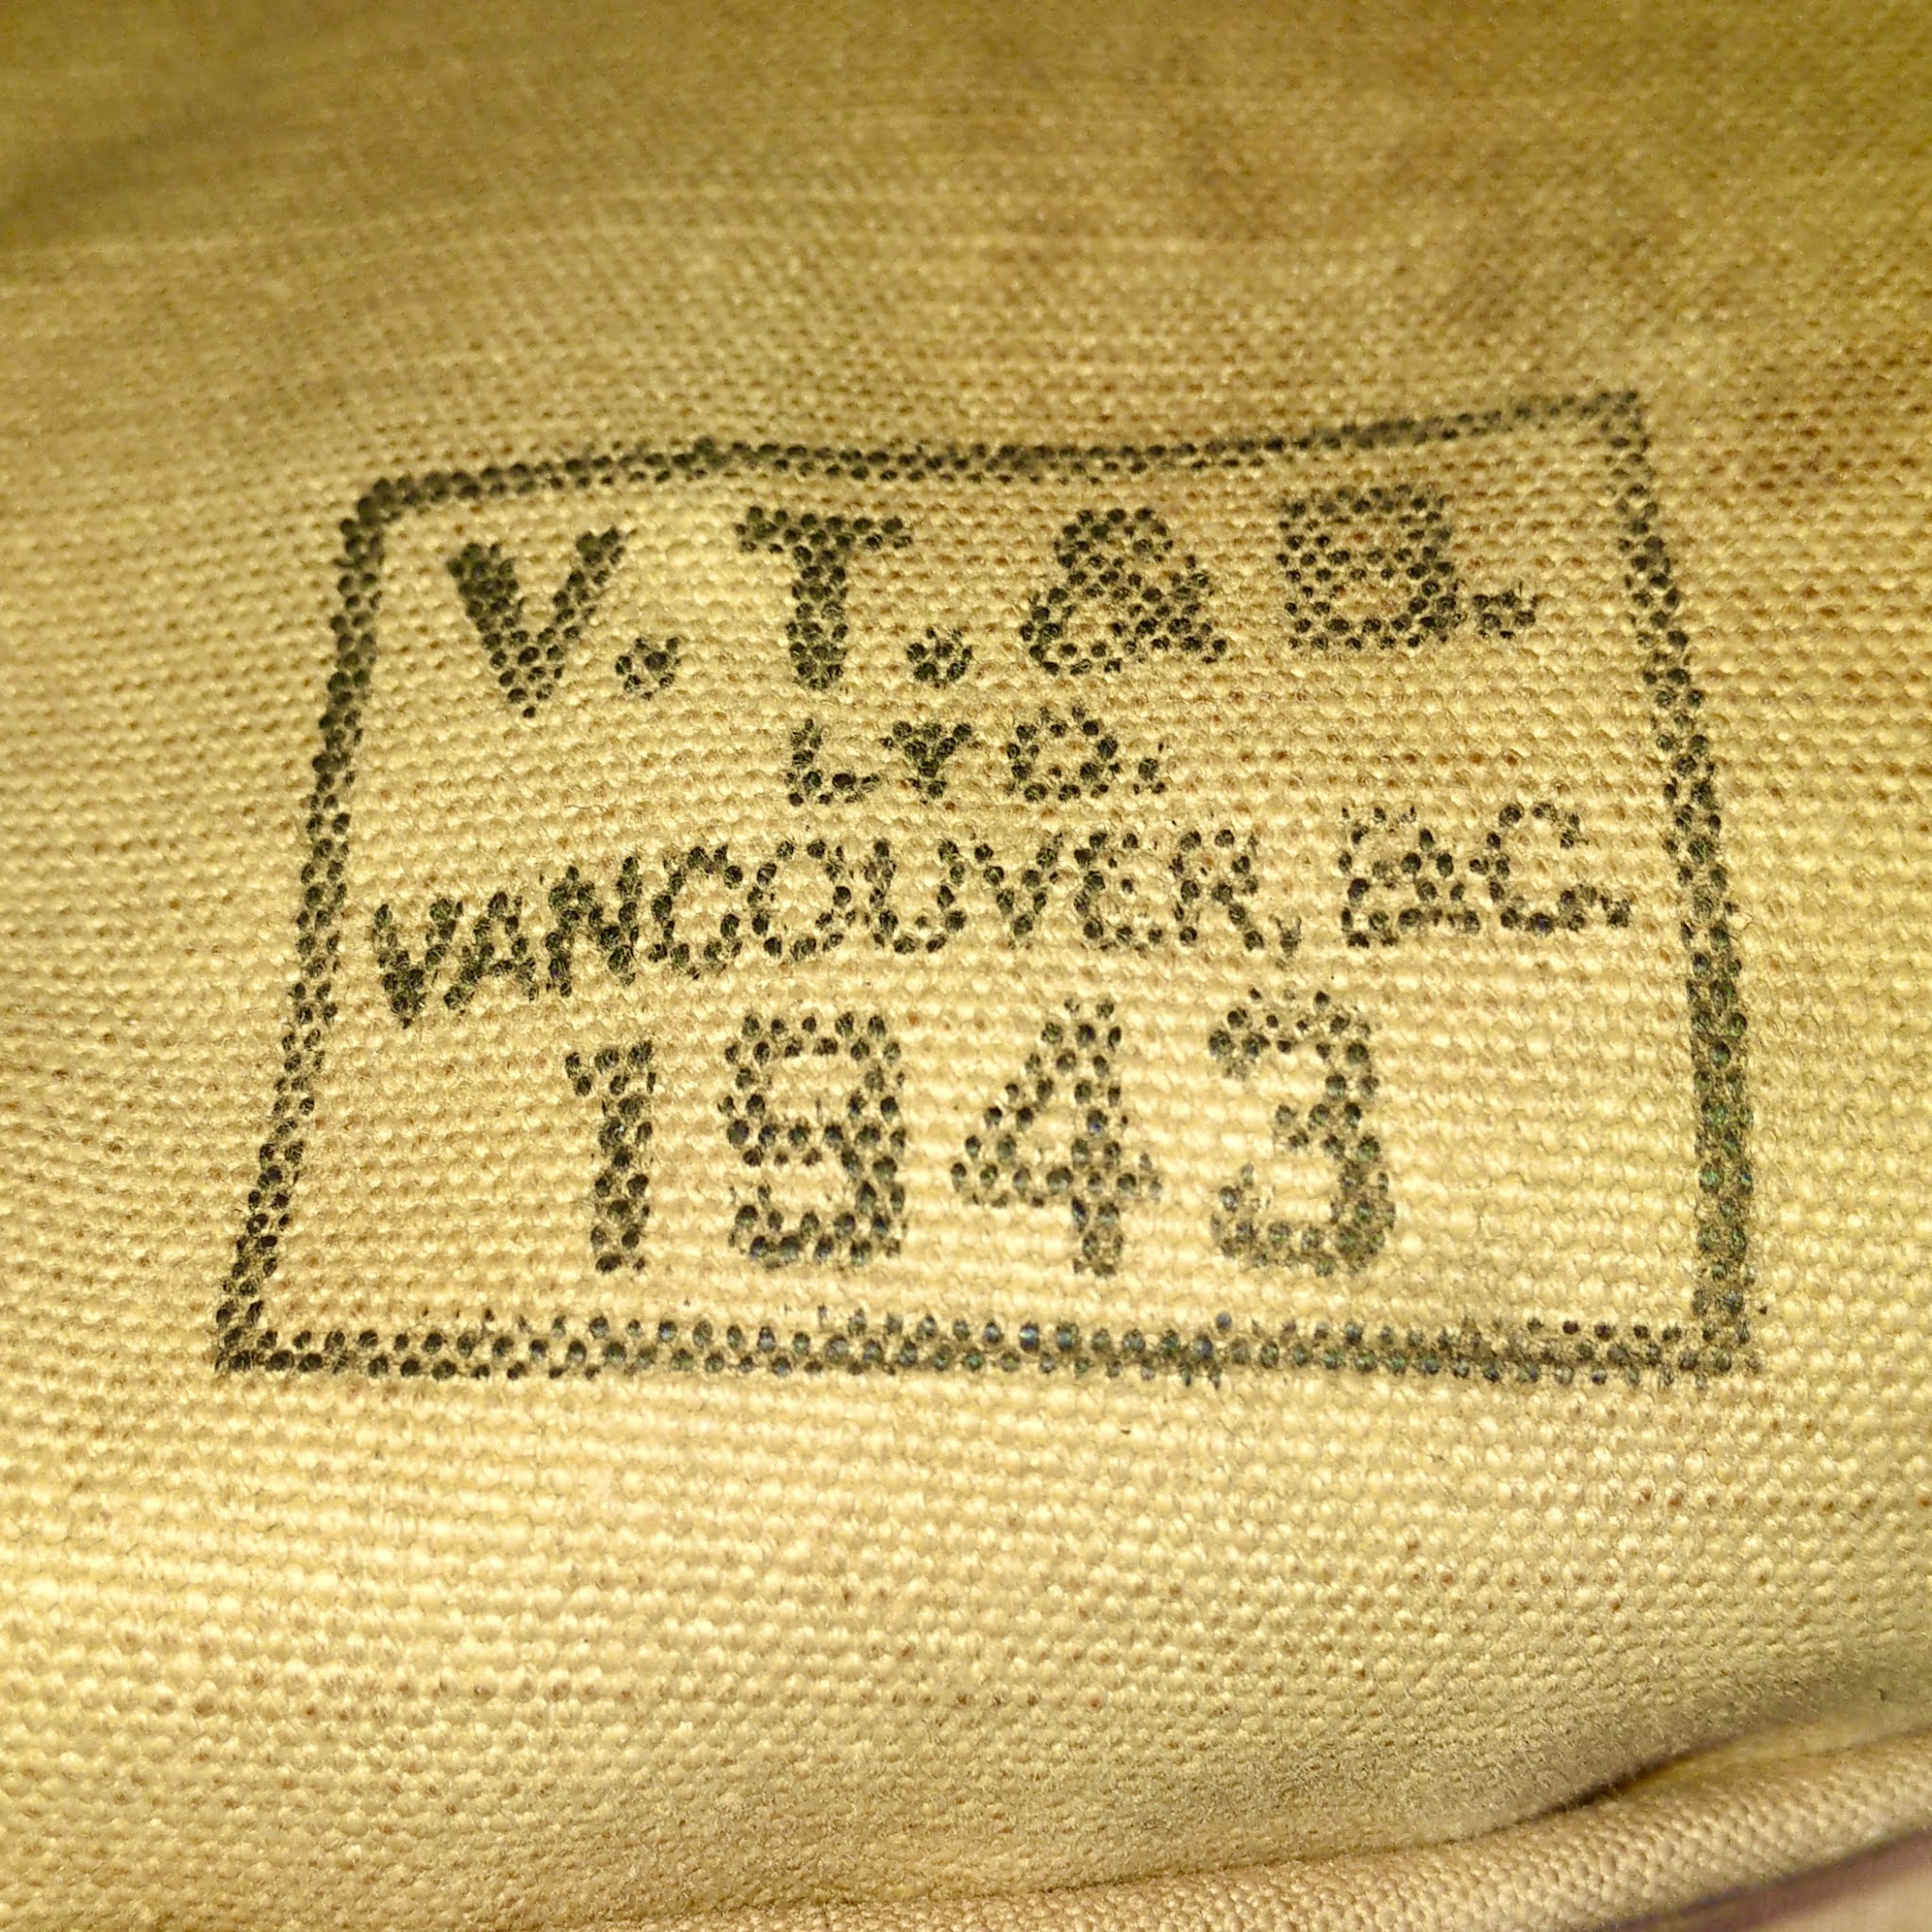 V. T. & B.
LTD.
VANCOUVER, B.C.
1943